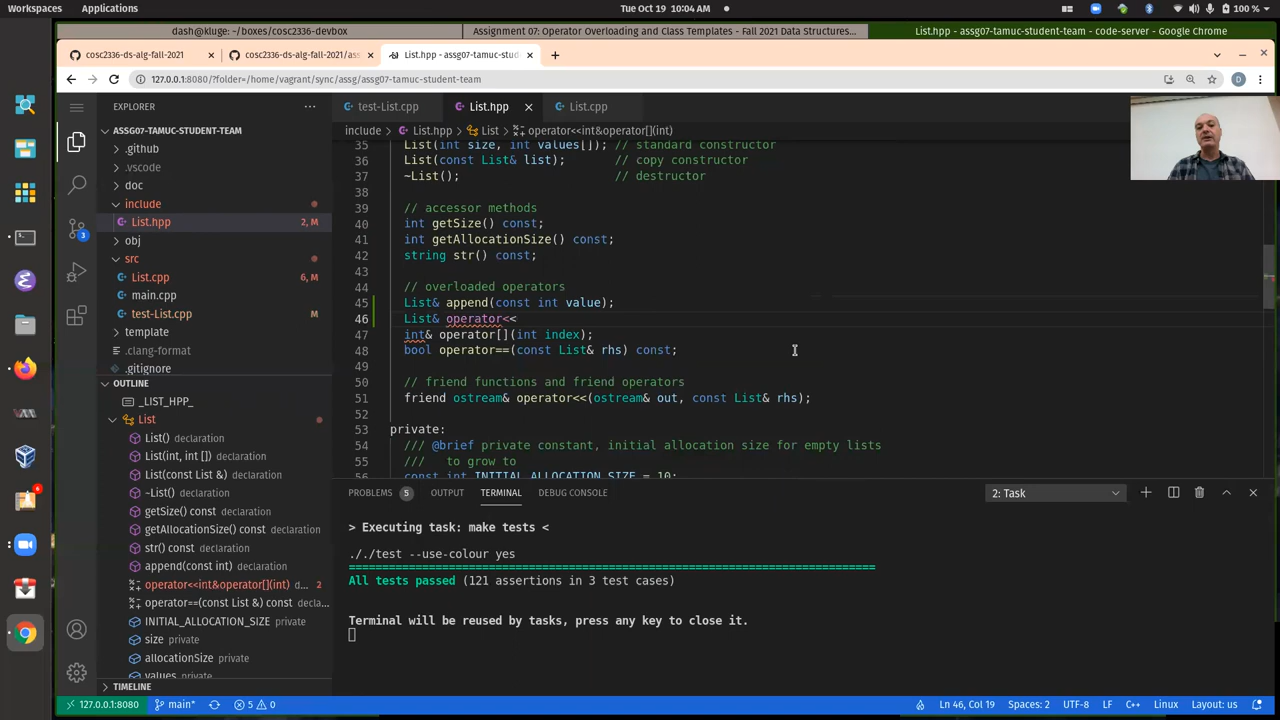 Workspaces Applications Tue Oct 19 10:04 AM 100 %
dash@kluge: ~/boxes/cosc2336-devbox Assignment 07: Operator Overloading and Class Templates - Fall 2021 Data Structures... List.hpp - assg07-tamuc-student-team - code-server - Google Chrome
cosc2336-ds-alg-fall-2021 cosc2336-ds-alg-fall-2021/ass List.hpp - assg07-tamuc-stud
127.0.0.1:8080/?folder=/home/vagrant/sync/assg/assg07-tamuc-student-team
EXPLORER
ASSG07-TAMUC-STUDENT-TEAM
.github
.vscode
doc
include
List.hpp 2, M
obj
src
List.cpp 6, M
main.cpp
test-List.cpp
template
.clang-format
.gitignore
OUTLINE
_LIST_HPP_
List
List() declaration
List(int, int []) declaration
List(const List &) declaration
~List() declaration
getSize() const declaration
getAllocationSize() const declaration
str() const declaration
append(const int) declaration
operator<<int&operator[](int) d... 2
operator==(const List &) const decla...
INITIAL_ALLOCATION_SIZE private
size private
allocationSize private
values private
TIMELINE
test-List.cpp List.hpp List.cpp
include > List.hpp > List > operator<<int&operator[](int)
35 List(int size, int values[]); // standard constructor
36 List(const List& list); // copy constructor
37 ~List(); // destructor
38
39 // accessor methods
40 int getSize() const;
41 int getAllocationSize() const;
42 string str() const;
43
44 // overloaded operators
45 List& append(const int value);
46 List& operator<<
47 int& operator[](int index);
48 bool operator==(const List& rhs) const;
49
50 // friend functions and friend operators
51 friend ostream& operator<<(ostream& out, const List& rhs);
52
53 private:
54 /// @brief private constant, initial allocation size for empty lists
55 /// to grow to
56 const int INITIAL_ALLOCATION_SIZE = 10;
PROBLEMS 5 OUTPUT TERMINAL DEBUG CONSOLE 2: Task
> Executing task: make tests <
././test --use-colour yes
===============================================================================
All tests passed (121 assertions in 3 test cases)
Terminal will be reused by tasks, press any key to close it.
127.0.0.1:8080 main* 5 0 Ln 46, Col 19 Spaces: 2 UTF-8 LF C++ Linux Layout: us